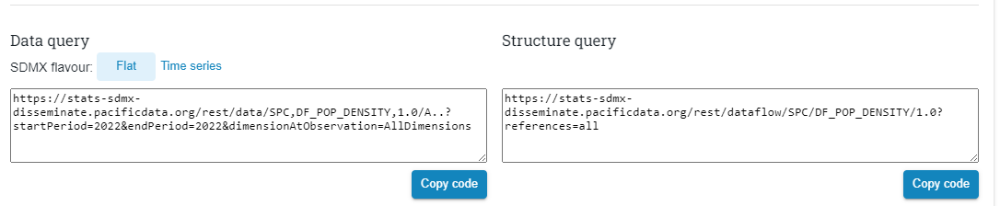 Data query
SDMX flavour: Flat Time series
https://stats-sdmx-
disseminate.pacificdata.org/rest/data/SPC,DF_POP_DENSITY,1.0/A..?
startPeriod=2022&endPeriod=2022&dimensionAtObservation=AllDimensions
Copy code
Structure query
https://stats-sdmx-
disseminate.pacificdata.org/rest/dataflow/SPC/DF_POP_DENSITY/1.0?
references=all
Copy code